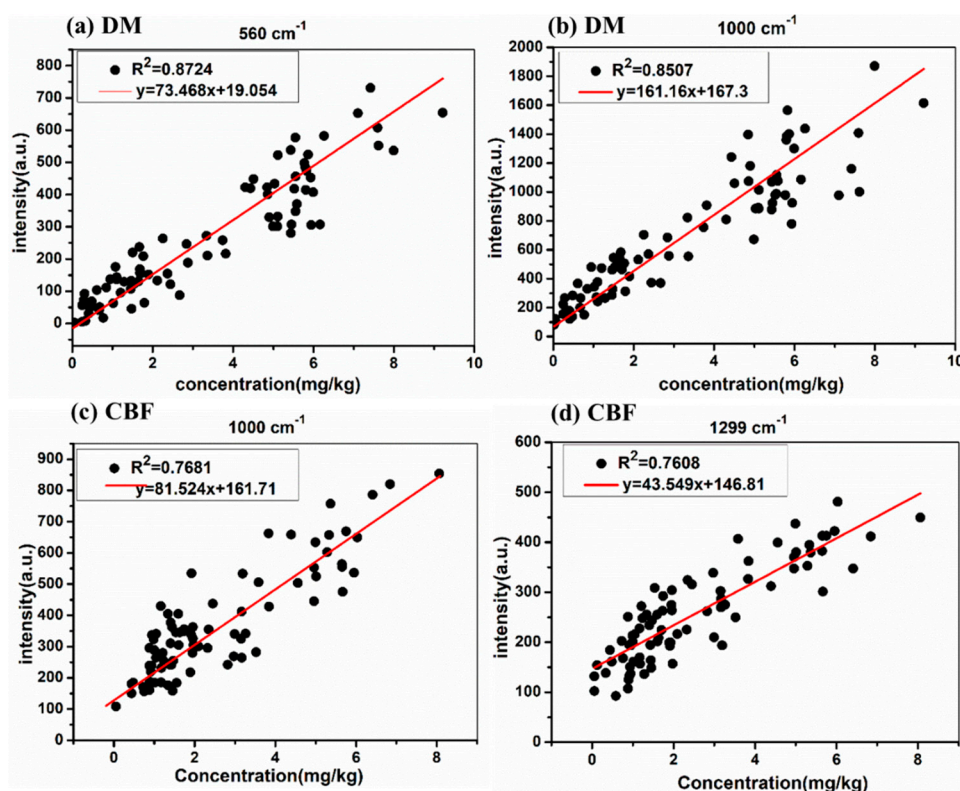 (a) DM
560 cm-1
R2=0.8724
y=73.468x+19.054
800
700
600
500
400
300
200
100
0
intensity(a.u.)
0 2 4 6 8 10
concentration(mg/kg)
(b) DM
1000 cm-1
R2=0.8507
y=161.16x+167.3
2000
1800
1600
1400
1200
1000
800
600
400
200
0
intensity(a.u.)
0 2 4 6 8 10
concentration(mg/kg)
(c) CBF
1000 cm-1
R2=0.7681
y=81.524x+161.71
900
800
700
600
500
400
300
200
100
0
intensity(a.u.)
0 2 4 6 8
Concentration(mg/kg)
(d) CBF
1299 cm-1
R2=0.7608
y=43.549x+146.81
600
500
400
300
200
100
0
intensity(a.u.)
0 2 4 6 8
Concentration(mg/kg)